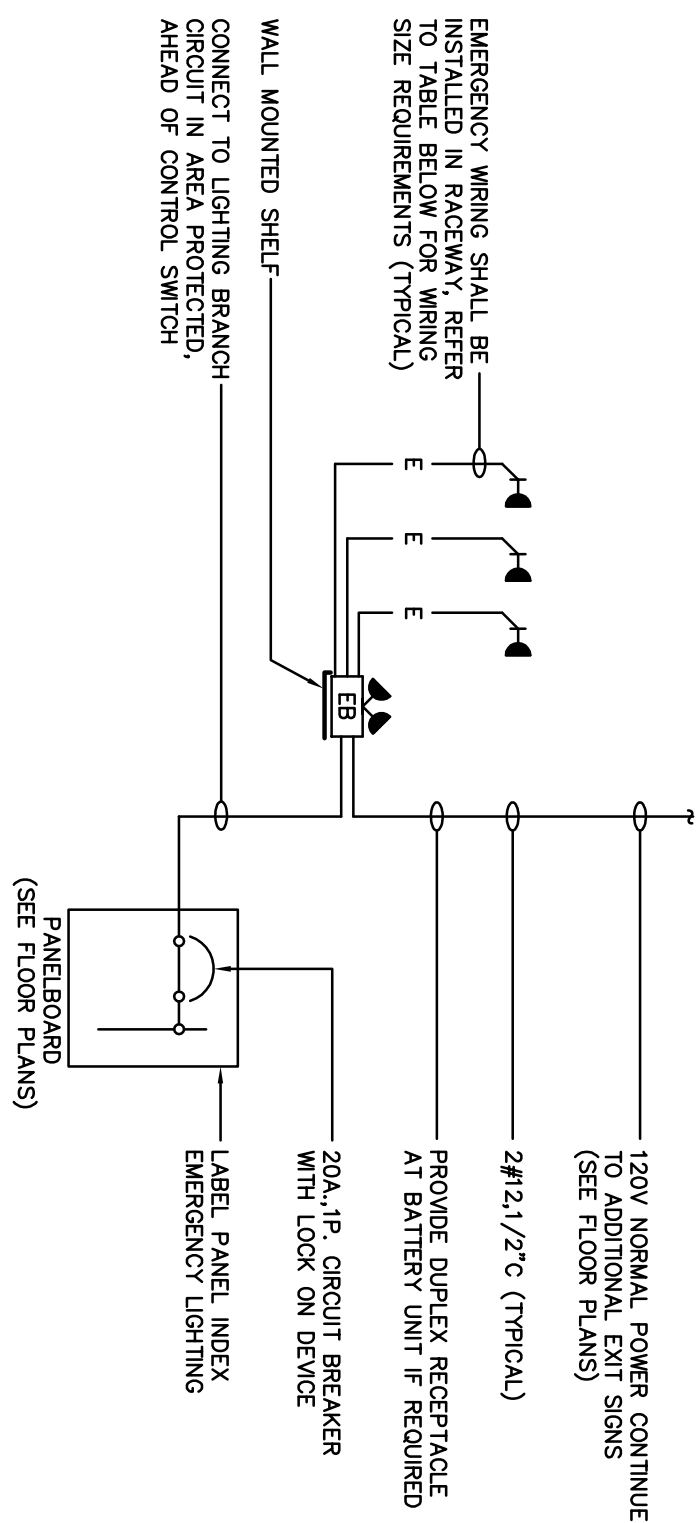 120V NORMAL POWER CONTINUE
TO ADDITIONAL EXIT SIGNS
(SEE FLOOR PLANS)
2#12,1/2"C (TYPICAL)
PROVIDE DUPLEX RECEPTACLE
AT BATTERY UNIT IF REQUIRED
20A.,1P. CIRCUIT BREAKER
WITH LOCK ON DEVICE
LABEL PANEL INDEX
EMERGENCY LIGHTING
PANELBOARD
(SEE FLOOR PLANS)
E
E
E
EB
EMERGENCY WIRING SHALL BE
INSTALLED IN RACEWAY, REFER
TO TABLE BELOW FOR WIRING
SIZE REQUIREMENTS (TYPICAL)
WALL MOUNTED SHELF
CONNECT TO LIGHTING BRANCH
CIRCUIT IN AREA PROTECTED,
AHEAD OF CONTROL SWITCH